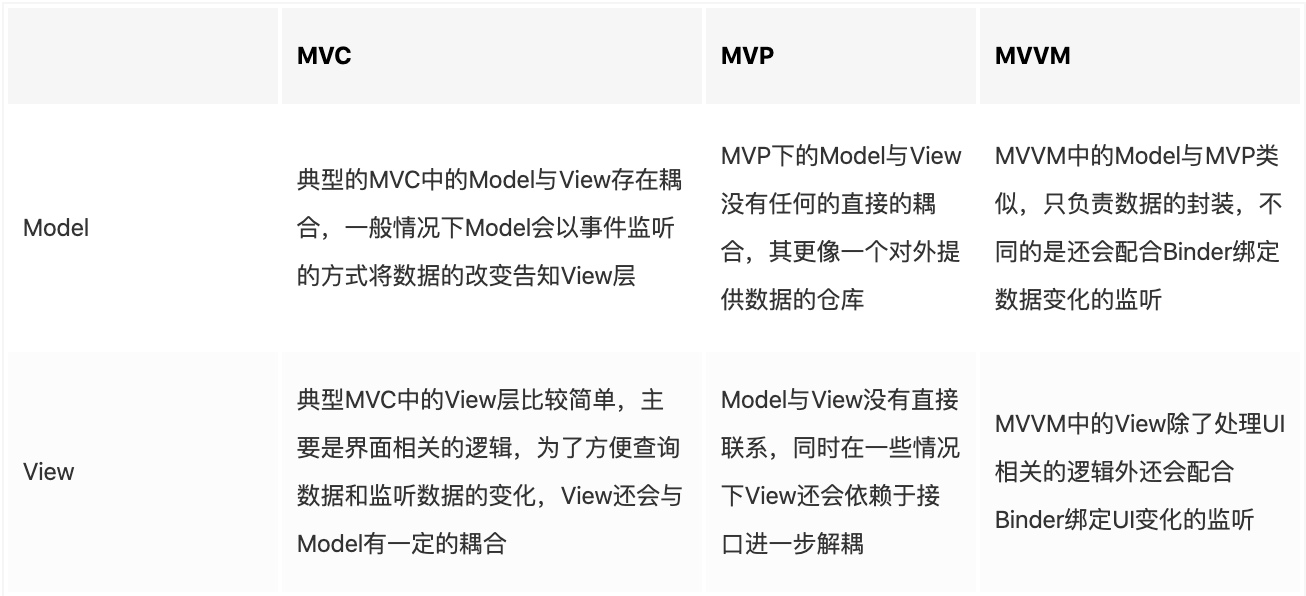 MVC
MVP
MVVM
Model
典型的MVC中的Model与View存在耦
合，一般情况下Model会以事件监听
的方式将数据的改变告知View层
MVP下的Model与View
没有任何的直接的耦
合，其更像一个对外提
供数据的仓库
MVVM中的Model与MVP类
似，只负责数据的封装，不
同的是还会配合Binder绑定
数据变化的监听
View
典型MVC中的View层比较简单，主
要是界面相关的逻辑，为了方便查询
数据和监听数据的变化，View还会与
Model有一定的耦合
Model与View没有直接
联系，同时在一些情况
下View还会依赖于接
口进一步解耦
MVVM中的View除了处理UI
相关的逻辑外还会配合
Binder绑定UI变化的监听